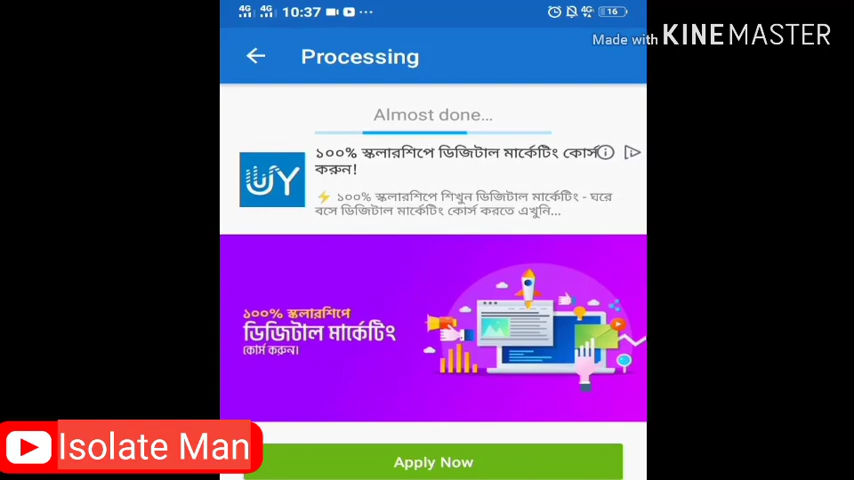 4G 4G 10:37 ... 4G 16
Made with KINEMASTER
Processing
Almost done...
১০০% স্কলারশিপে ডিজিটাল মার্কেটিং কোর্স
করুন!
UY
⚡ ১০০% স্কলারশিপে শিখুন ডিজিটাল মার্কেটিং - ঘরে
বসে ডিজিটাল মার্কেটিং কোর্স করতে এখুনি...
১০০% স্কলারশিপে
ডিজিটাল মার্কেটিং
কোর্স করুন।
Isolate Man
Apply Now